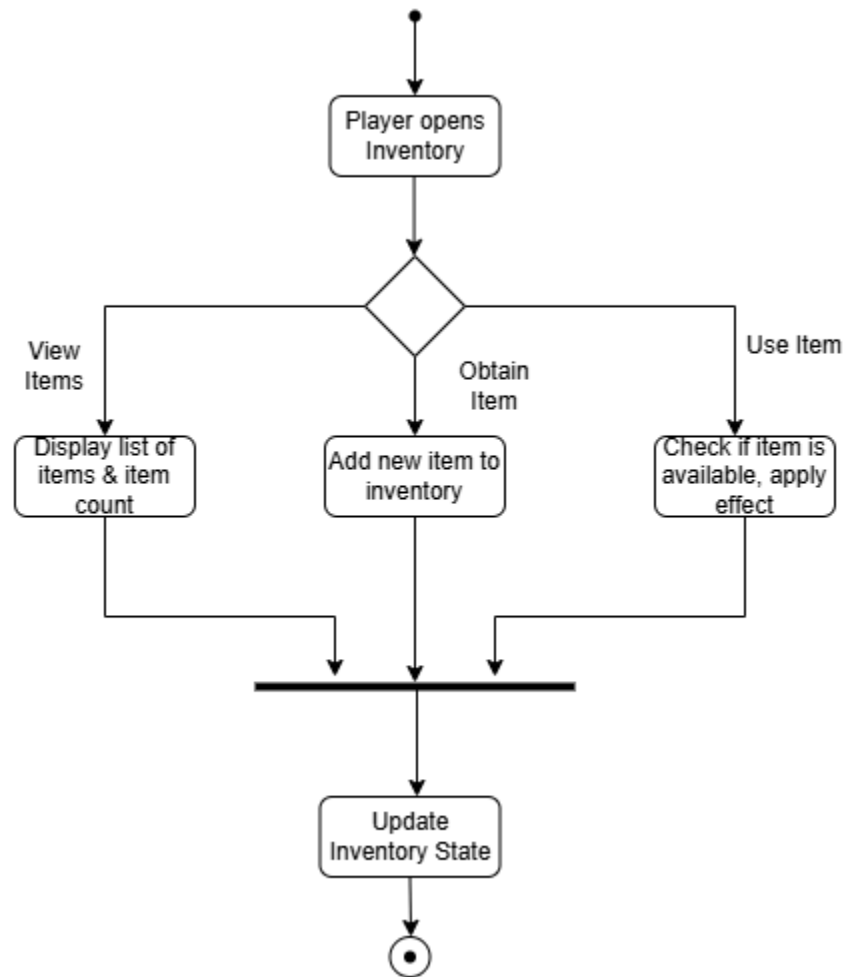 Player opens
Inventory
View
Items
Obtain
Item
Use Item
Display list of
items & item
count
Add new item to
inventory
Check if item is
available, apply
effect
Update
Inventory State